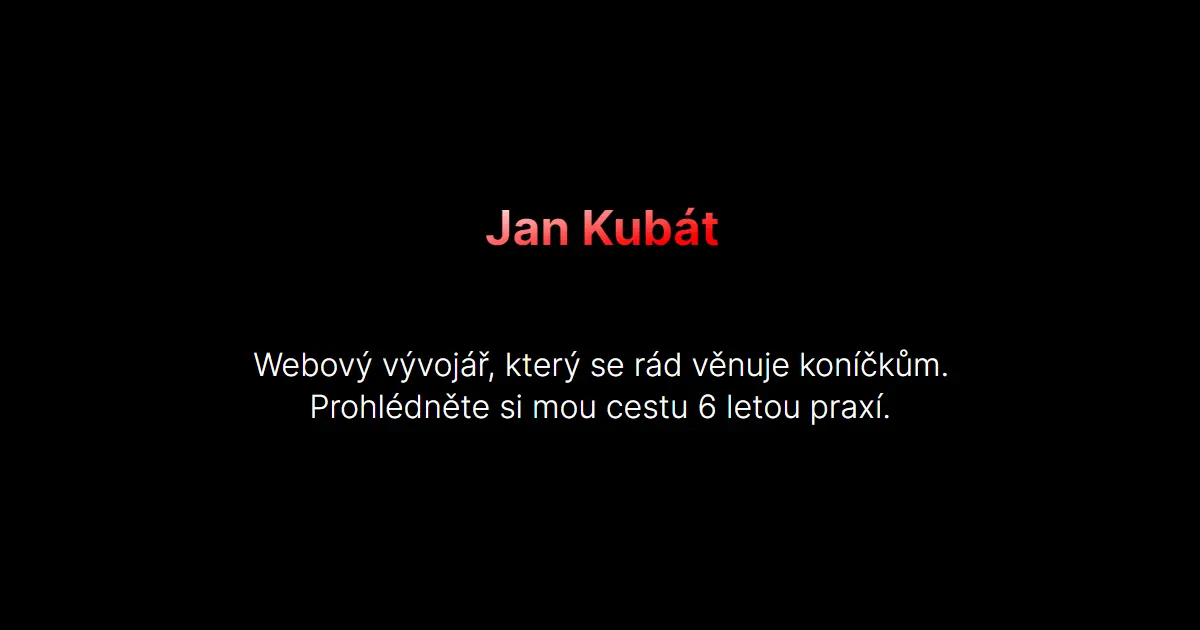 Jan Kubát
Webový vývojář, který se rád věnuje koníčkům.
Prohlédněte si mou cestu 6 letou praxí.